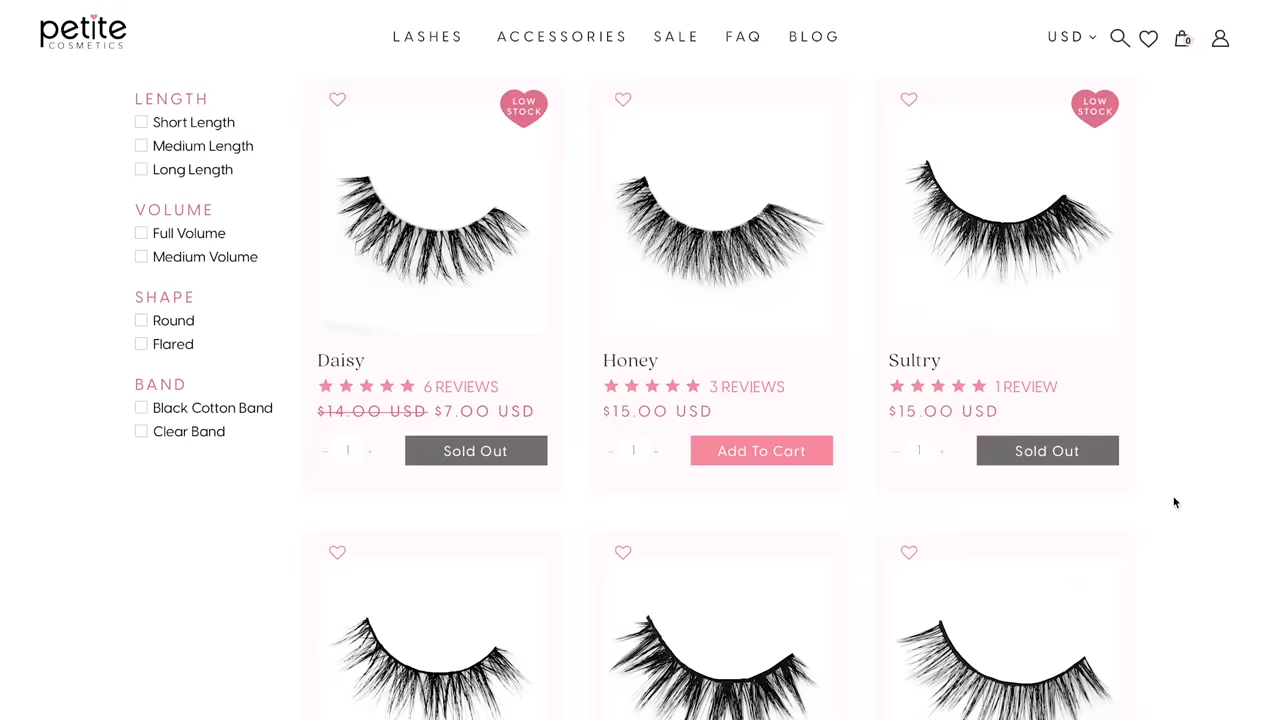 petite
COSMETICS
LASHES ACCESSORIES SALE FAQ BLOG
USD
0
LENGTH
Short Length
Medium Length
Long Length
VOLUME
Full Volume
Medium Volume
SHAPE
Round
Flared
BAND
Black Cotton Band
Clear Band
LOW
STOCK
Daisy
6 REVIEWS
$14.00 USD $7.00 USD
- 1 + Sold Out
Honey
3 REVIEWS
$15.00 USD
- 1 + Add To Cart
LOW
STOCK
Sultry
1 REVIEW
$15.00 USD
- 1 + Sold Out